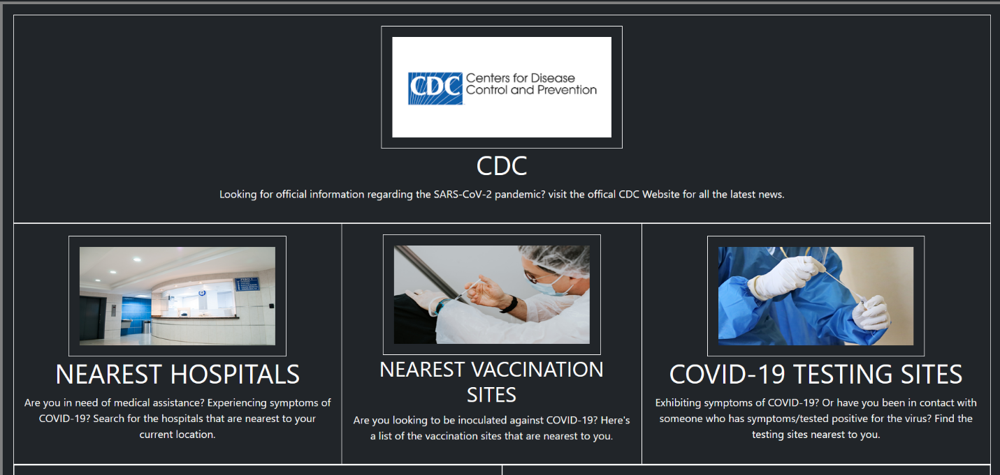 CDC Centers for Disease
Control and Prevention
CDC
Looking for official information regarding the SARS-CoV-2 pandemic? visit the offical CDC Website for all the latest news.
NEAREST HOSPITALS
Are you in need of medical assistance? Experiencing symptoms of
COVID-19? Search for the hospitals that are nearest to your
current location.
NEAREST VACCINATION
SITES
Are you looking to be inoculated against COVID-19? Here's
a list of the vaccination sites that are nearest to you.
COVID-19 TESTING SITES
Exhibiting symptoms of COVID-19? Or have you been in contact with
someone who has symptoms/tested positive for the virus? Find the
testing sites nearest to you.